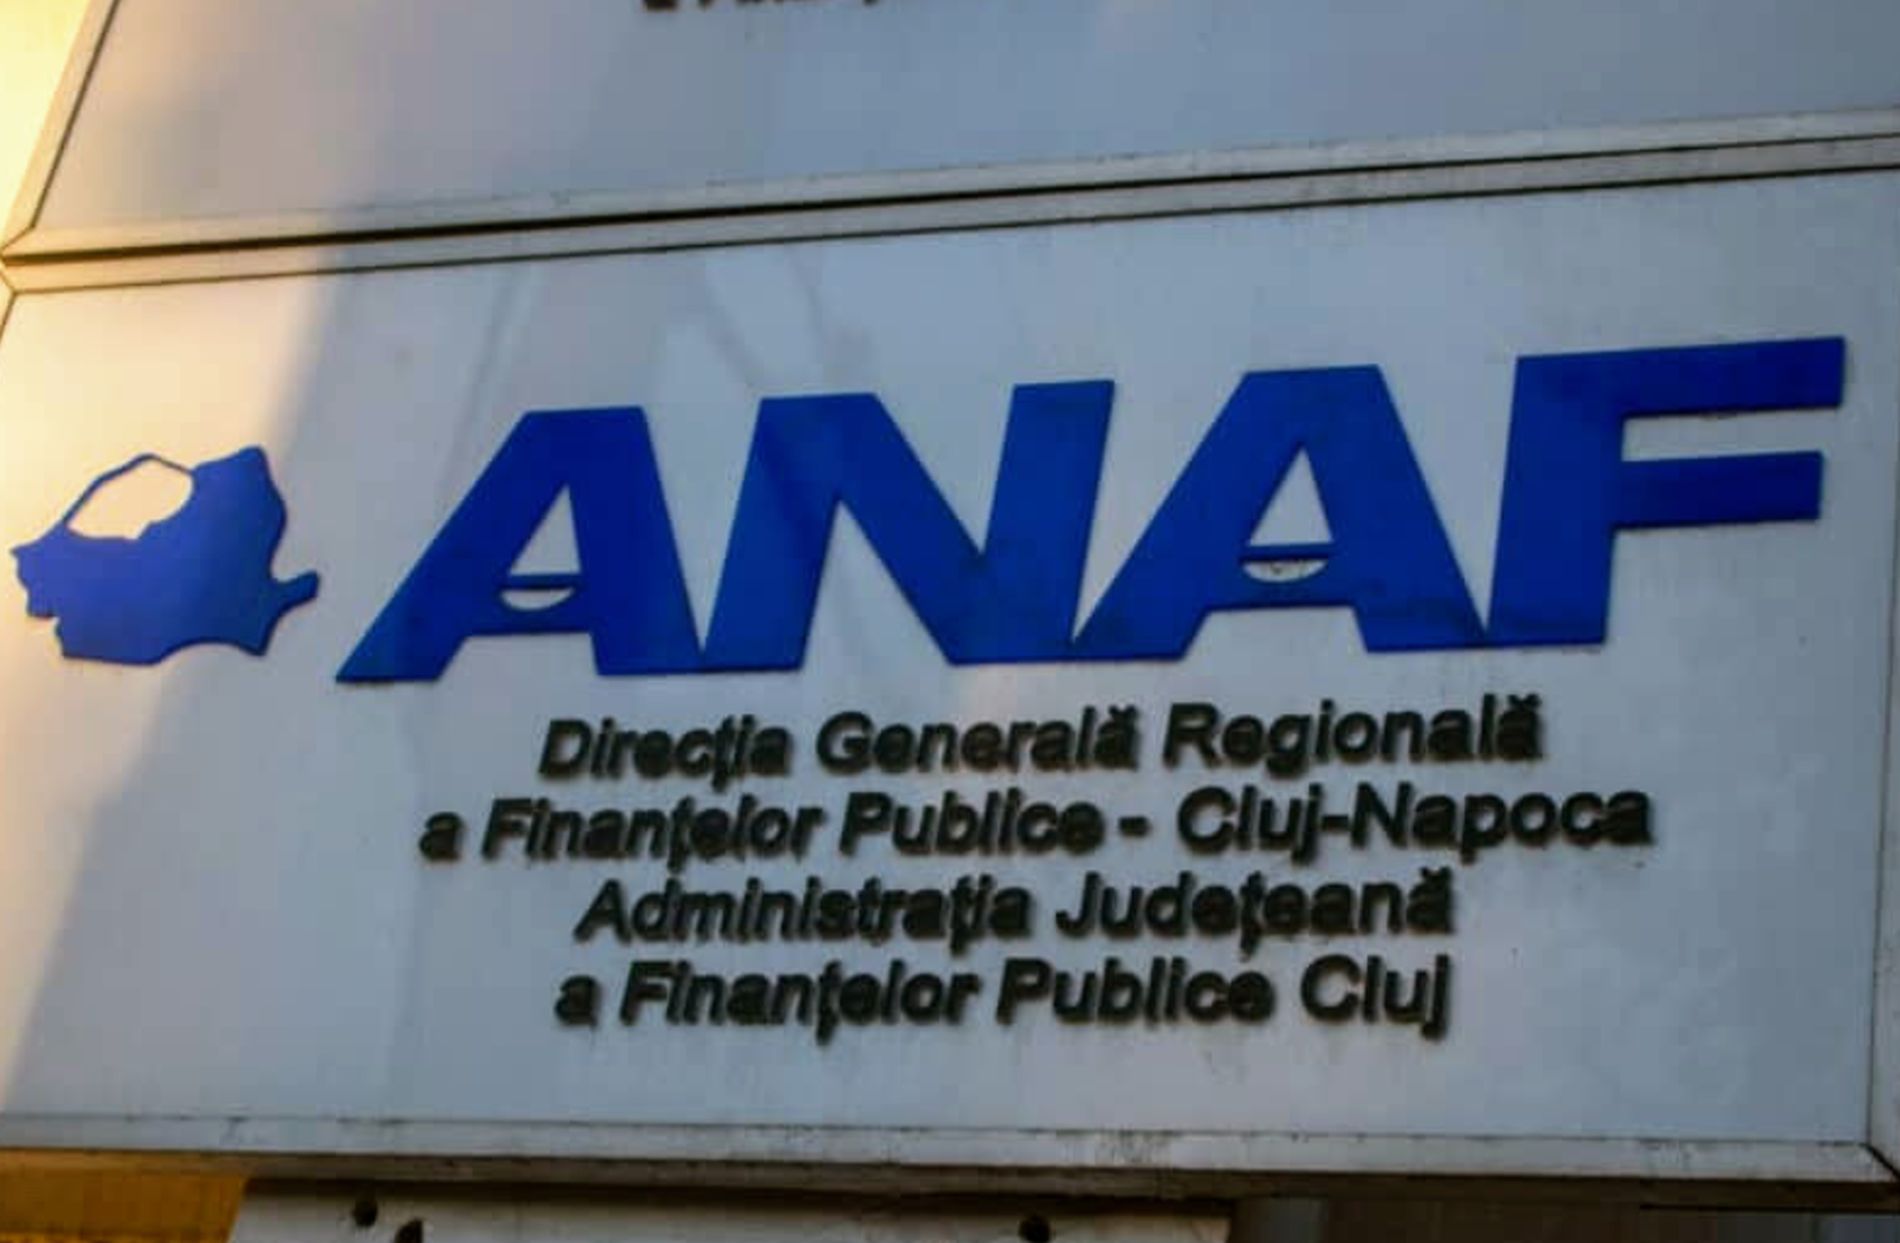 ANAF
Direcția Generală Regională
a Finanțelor Publice - Cluj-Napoca
Administrația Județeană
a Finanțelor Publice Cluj